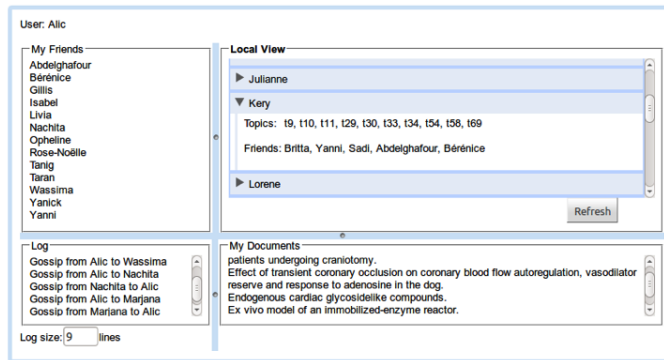 User: Alic
My Friends
Abdelghafour
Bérénice
Gillis
Isabel
Livia
Nachita
Opheline
Rose-Noëlle
Tanig
Taran
Wassima
Yanick
Yanni
Local View
Julianne
Kery
Topics: t9, t10, t11, t29, t30, t33, t34, t54, t58, t69
Friends: Britta, Yanni, Sadi, Abdelghafour, Bérénice
Lorene
Refresh
Log
Gossip from Alic to Wassima
Gossip from Alic to Nachita
Gossip from Nachita to Alic
Gossip from Alic to Marjana
Gossip from Marjana to Alic
Log size: 9 lines
My Documents
patients undergoing craniotomy.
Effect of transient coronary occlusion on coronary blood flow autoregulation, vasodilator
reserve and response to adenosine in the dog.
Endogenous cardiac glycosidelike compounds.
Ex vivo model of an immobilized-enzyme reactor.